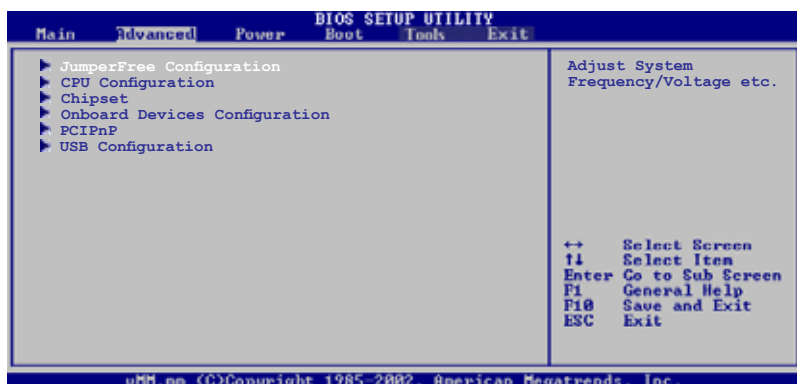 BIOS SETUP UTILITY
Main Advanced Power Boot Tools Exit
JumperFree Configuration
CPU Configuration
Chipset
Onboard Devices Configuration
PCIPnP
USB Configuration
Adjust System
Frequency/Voltage etc.
↔ Select Screen
↑↓ Select Item
Enter Go to Sub Screen
F1 General Help
F10 Save and Exit
ESC Exit
(C)Copyright 1985-2002, American Megatrends, Inc.